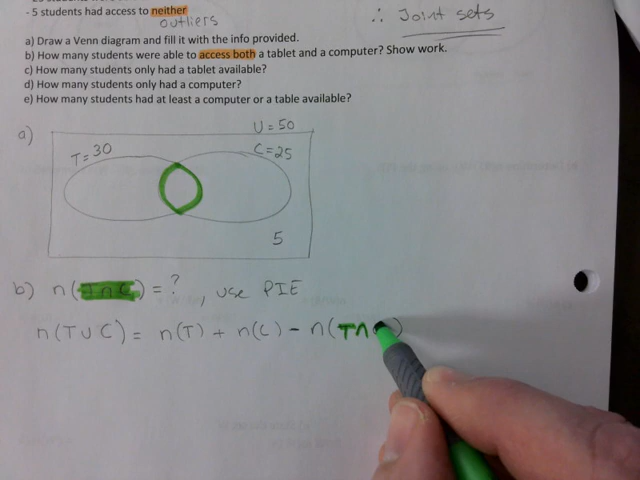 - 5 students had access to neither
outliers
∴ Joint sets
a) Draw a Venn diagram and fill it with the info provided.
b) How many students were able to access both a tablet and a computer? Show work.
c) How many students only had a tablet available?
d) How many students only had a computer?
e) How many students had at least a computer or a table available?
a)
U = 50
T = 30
C = 25
5
b) n(T∩C) = ? , use PIE
n(T∪C) = n(T) + n(C) - n(T∩ )